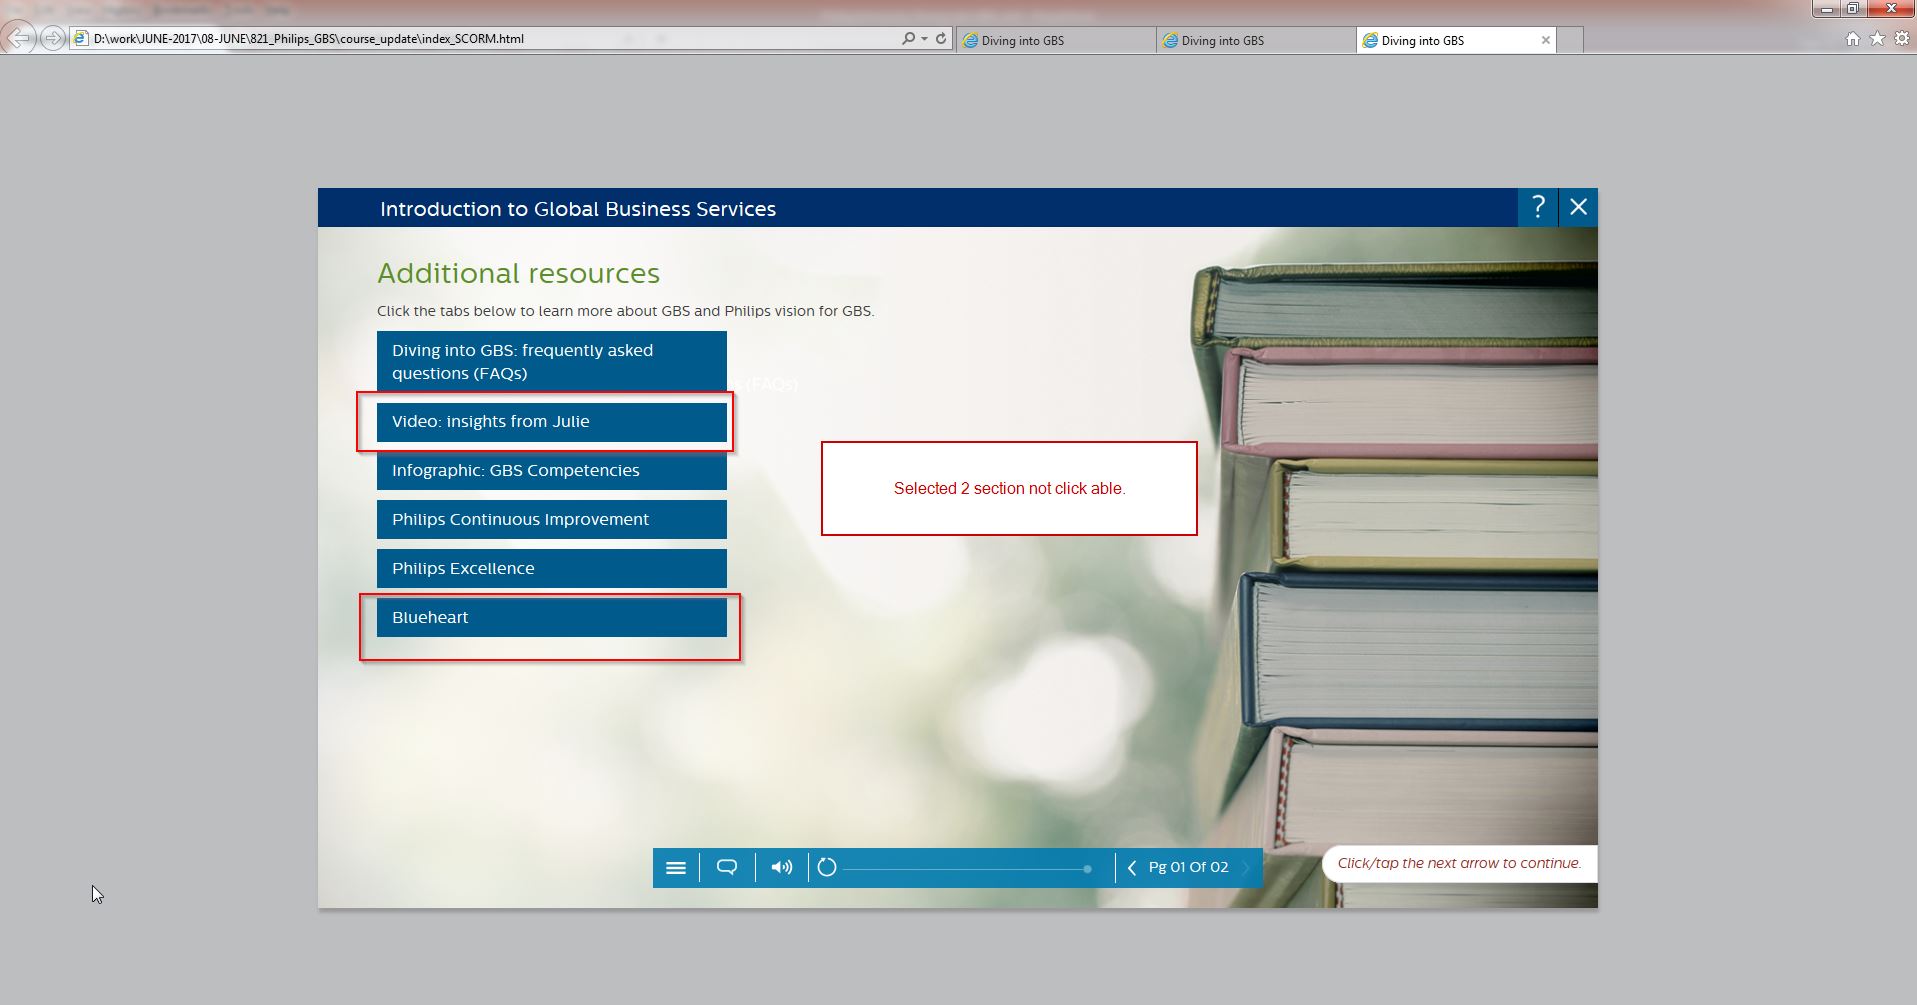 D:\work\JUNE-2017\08-JUNE\821_Philips_GBS\course_update\index_SCORM.html
Diving into GBS
Diving into GBS
Diving into GBS
Introduction to Global Business Services
?
Additional resources
Click the tabs below to learn more about GBS and Philips vision for GBS.
Diving into GBS: frequently asked
questions (FAQs)
(FAQs)
Video: insights from Julie
Infographic: GBS Competencies
Selected 2 section not click able.
Philips Continuous Improvement
Philips Excellence
Blueheart
Pg 01 Of 02
Click/tap the next arrow to continue.